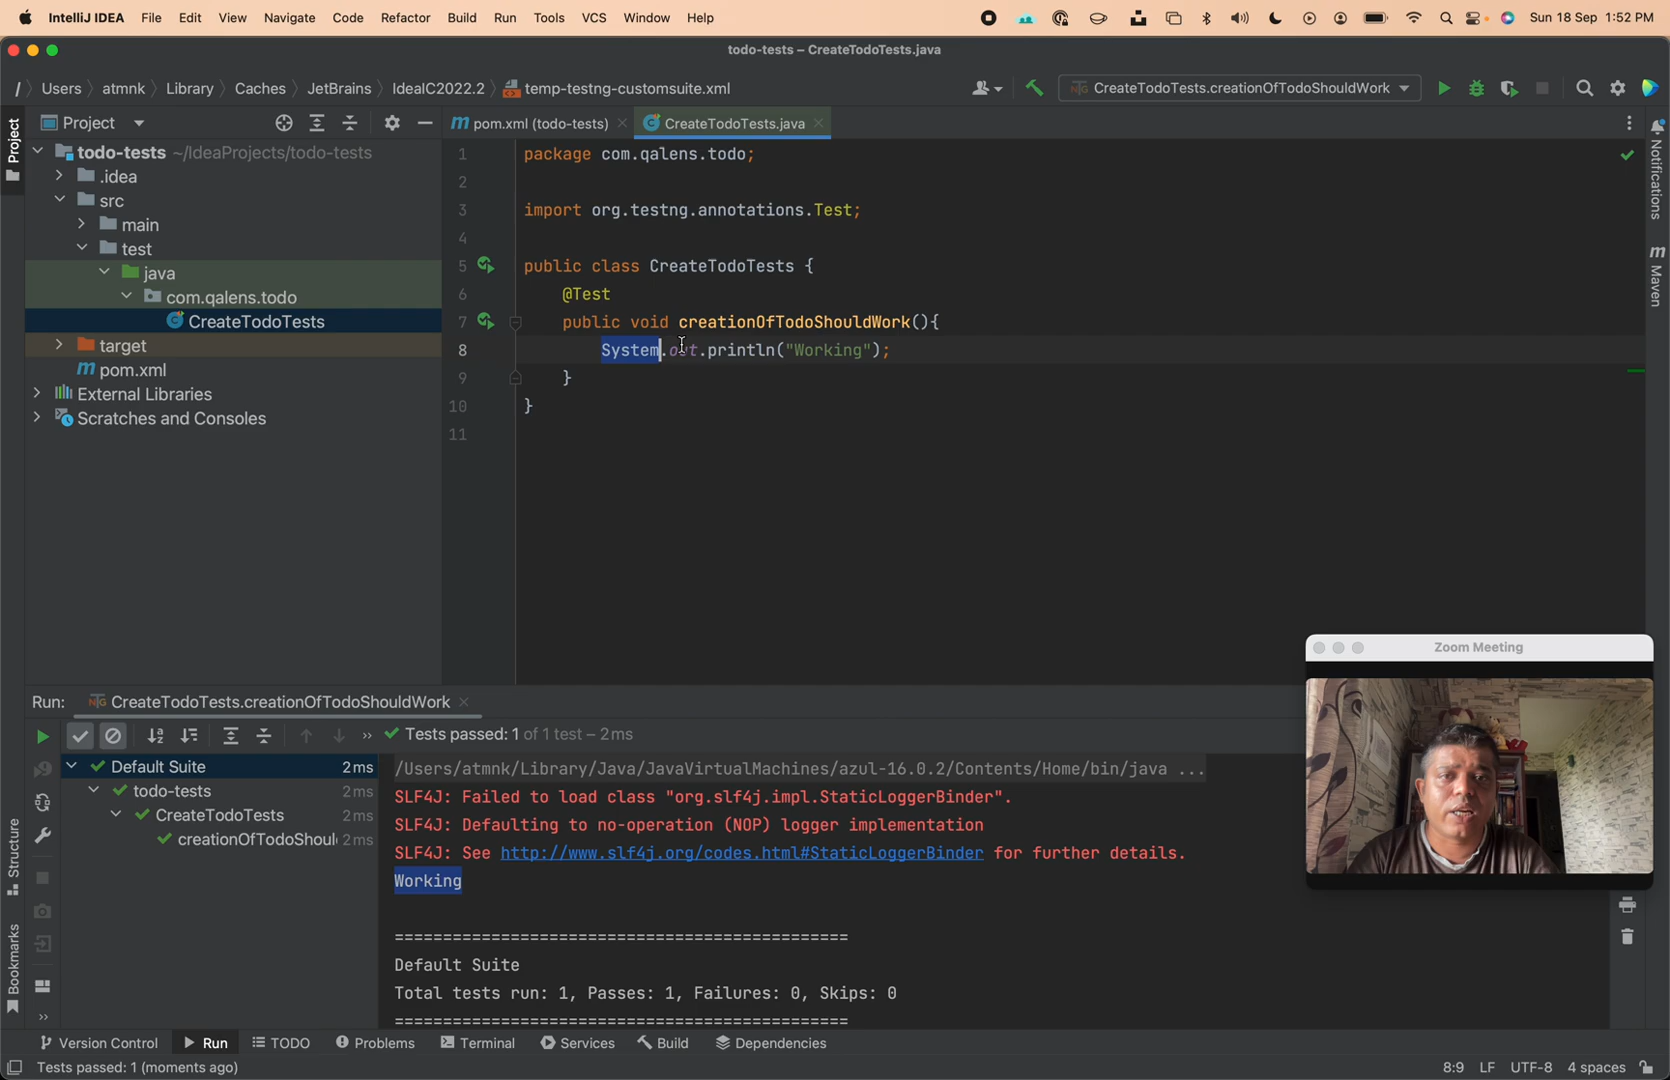 IntelliJ IDEA File Edit View Navigate Code Refactor Build Run Tools VCS Window Help Sun 18 Sep 1:52 PM
todo-tests – CreateTodoTests.java
/ Users atmnk Library Caches JetBrains IdeaIC2022.2 temp-testng-customsuite.xml CreateTodoTests.creationOfTodoShouldWork
Project
Project
pom.xml (todo-tests)
CreateTodoTests.java
Notifications
Maven
todo-tests ~/IdeaProjects/todo-tests
.idea
src
main
test
java
com.qalens.todo
CreateTodoTests
target
pom.xml
External Libraries
Scratches and Consoles
1 package com.qalens.todo;
2
3 import org.testng.annotations.Test;
4
5 public class CreateTodoTests {
6 @Test
7 public void creationOfTodoShouldWork(){
8 System.out.println("Working");
9 }
10 }
11
Zoom Meeting
Run: CreateTodoTests.creationOfTodoShouldWork
Tests passed: 1 of 1 test – 2ms
Default Suite 2ms
todo-tests 2ms
CreateTodoTests 2ms
creationOfTodoShoul 2ms
/Users/atmnk/Library/Java/JavaVirtualMachines/azul-16.0.2/Contents/Home/bin/java ...
SLF4J: Failed to load class "org.slf4j.impl.StaticLoggerBinder".
SLF4J: Defaulting to no-operation (NOP) logger implementation
SLF4J: See http://www.slf4j.org/codes.html#StaticLoggerBinder for further details.
Working
===============================================
Default Suite
Total tests run: 1, Passes: 1, Failures: 0, Skips: 0
===============================================
Structure
Bookmarks
Version Control Run TODO Problems Terminal Services Build Dependencies
Tests passed: 1 (moments ago) 8:9 LF UTF-8 4 spaces